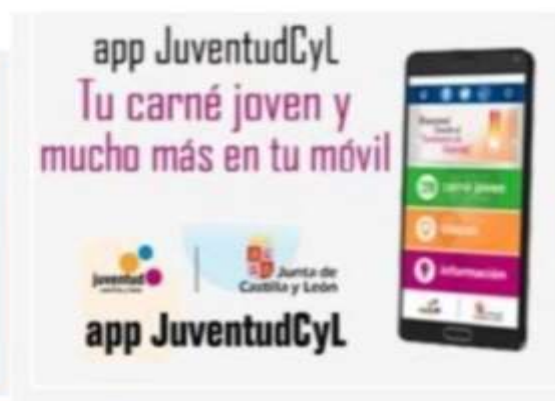 app JuventudCyL
Tu carné joven y
mucho más en tu móvil
juventud
Junta de
Castilla y León
app JuventudCyL
carné joven
información